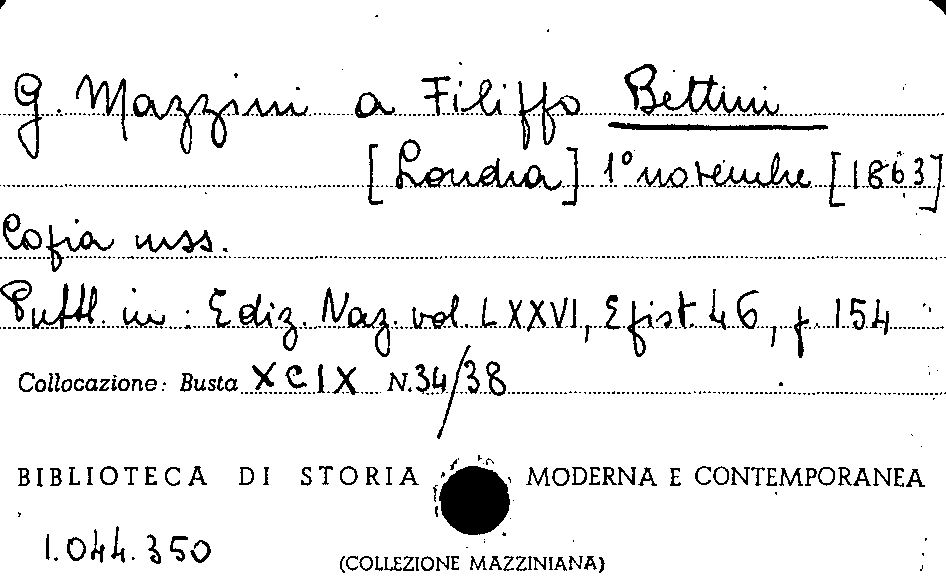 G. Mazzini a Filippo Bettini
[Londra] 1° novembre [1863]
Copia mss.
Pubbl. in: Ediz. Naz. vol. LXXVI, Epist. 46, p. 154
Collocazione: Busta XCIX N. 34/38
BIBLIOTECA DI STORIA MODERNA E CONTEMPORANEA
1.044.350
(COLLEZIONE MAZZINIANA)